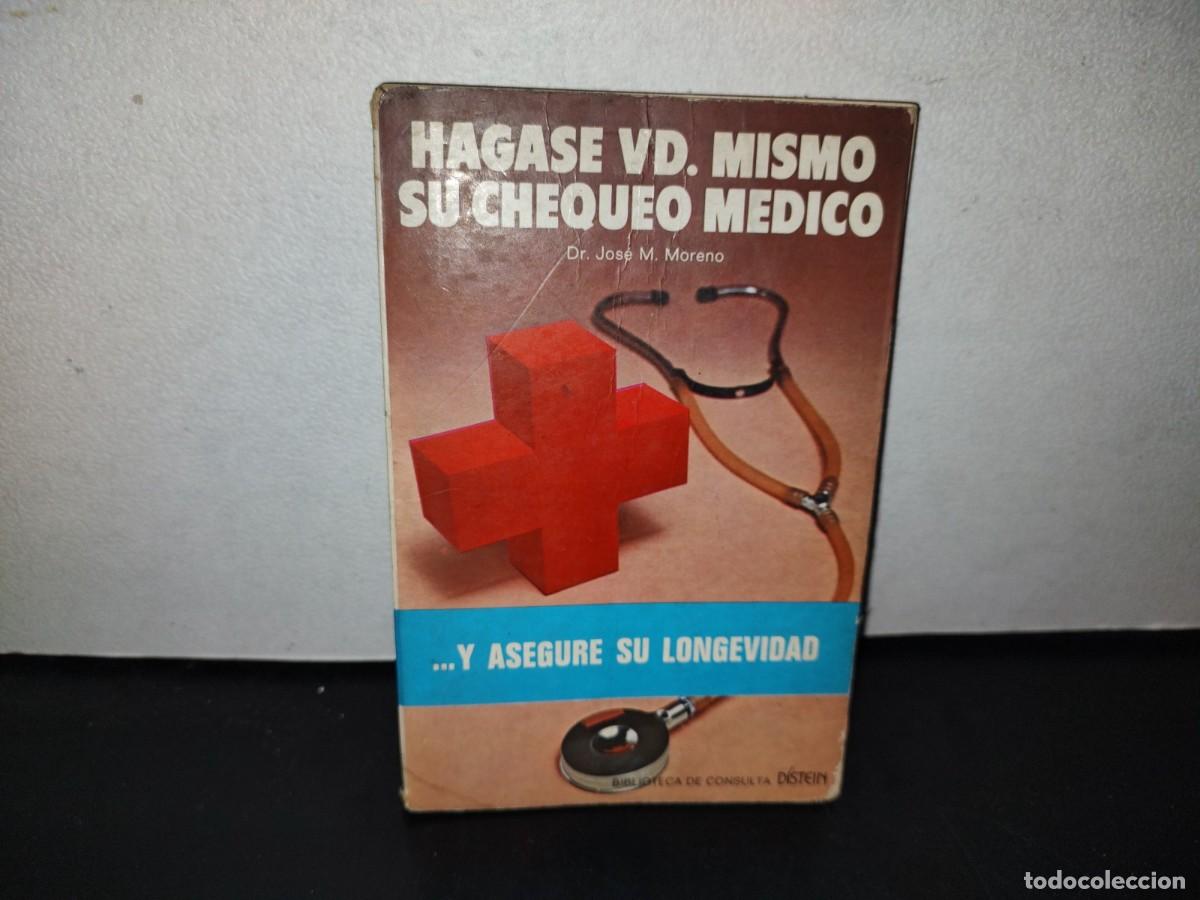 HAGASE VD. MISMO
SU CHEQUEO MEDICO
Dr. José M. Moreno
...Y ASEGURE SU LONGEVIDAD
BIBLIOTECA DE CONSULTA DISTEIN
todocoleccion